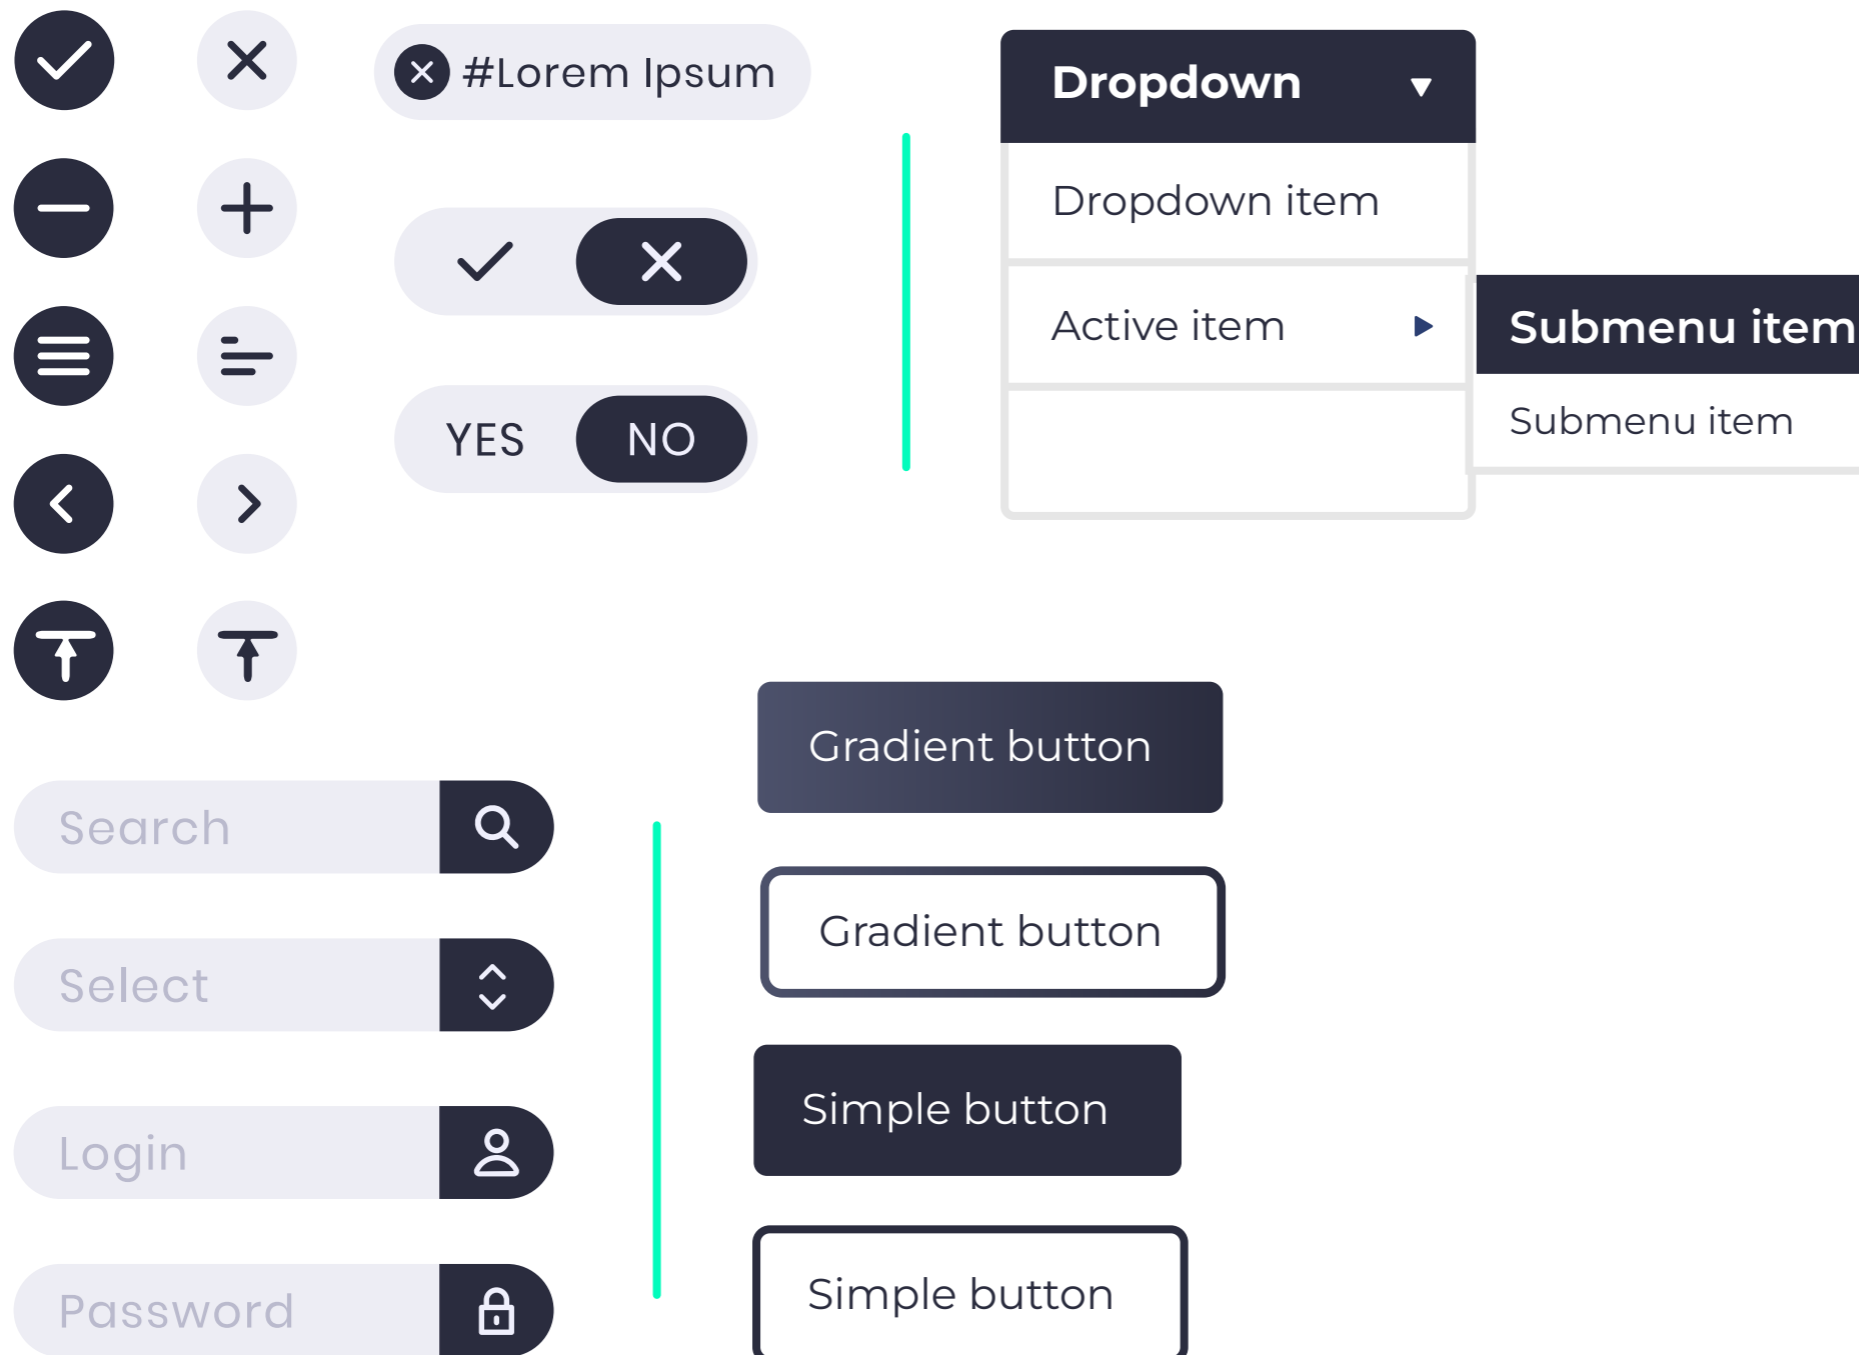 #Lorem Ipsum
YES NO
Dropdown
Dropdown item
Active item
Submenu item
Submenu item
Search
Select
Login
Password
Gradient button
Gradient button
Simple button
Simple button